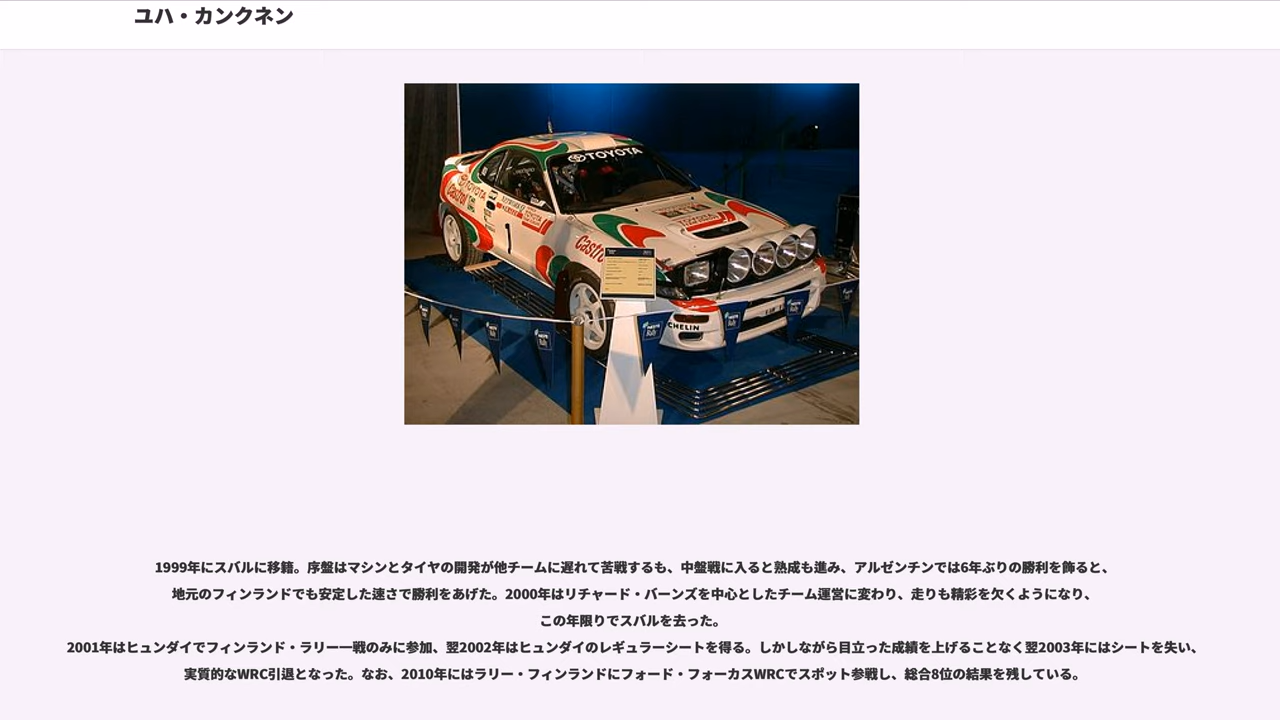 ユハ・カンクネン
TOYOTA
TOYOTA
Castrol
1
Castro
CHELIN
Rally
Rally
1999年にスバルに移籍。序盤はマシンとタイヤの開発が他チームに遅れて苦戦するも、中盤戦に入ると熟成も進み、アルゼンチンでは6年ぶりの勝利を飾ると、
地元のフィンランドでも安定した速さで勝利をあげた。2000年はリチャード・バーンズを中心としたチーム運営に変わり、走りも精彩を欠くようになり、
この年限りでスバルを去った。
2001年はヒュンダイでフィンランド・ラリー一戦のみに参加、翌2002年はヒュンダイのレギュラーシートを得る。しかしながら目立った成績を上げることなく翌2003年にはシートを失い、
実質的なWRC引退となった。なお、2010年にはラリー・フィンランドにフォード・フォーカスWRCでスポット参戦し、総合8位の結果を残している。